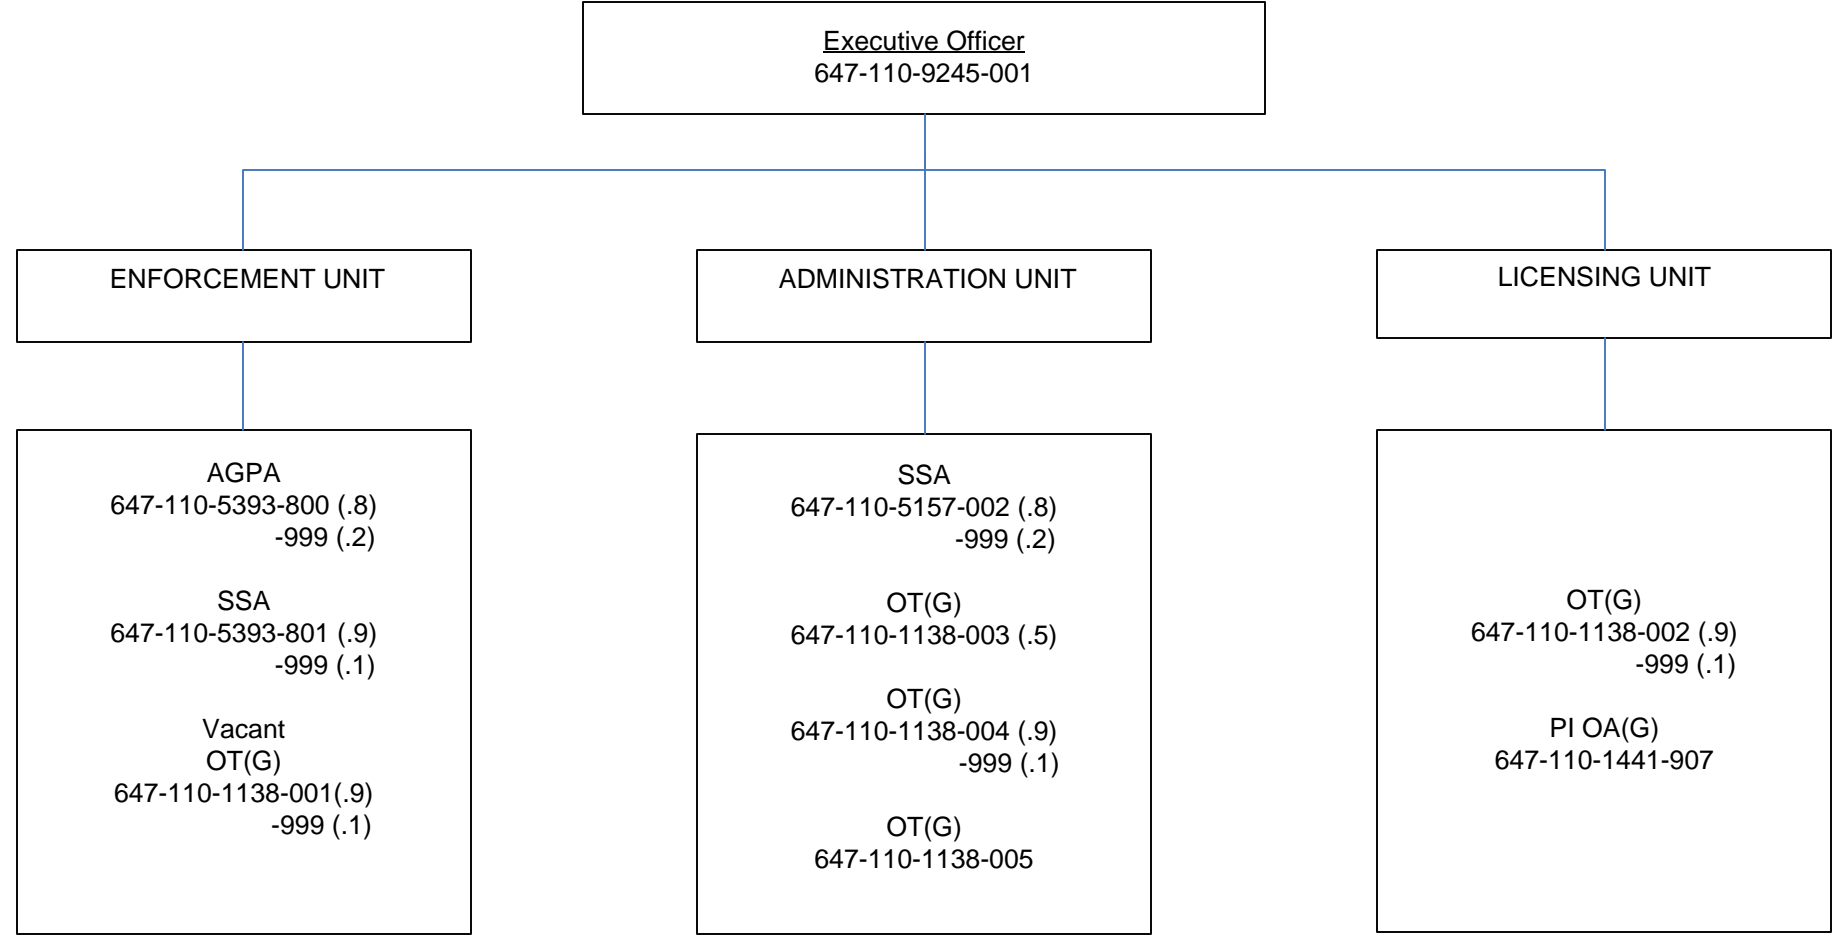 Executive Officer
647-110-9245-001
ENFORCEMENT UNIT
AGPA
647-110-5393-800 (.8)
-999 (.2)
SSA
647-110-5393-801 (.9)
-999 (.1)
Vacant
OT(G)
647-110-1138-001(.9)
-999 (.1)
ADMINISTRATION UNIT
SSA
647-110-5157-002 (.8)
-999 (.2)
OT(G)
647-110-1138-003 (.5)
OT(G)
647-110-1138-004 (.9)
-999 (.1)
OT(G)
647-110-1138-005
LICENSING UNIT
OT(G)
647-110-1138-002 (.9)
-999 (.1)
PI OA(G)
647-110-1441-907